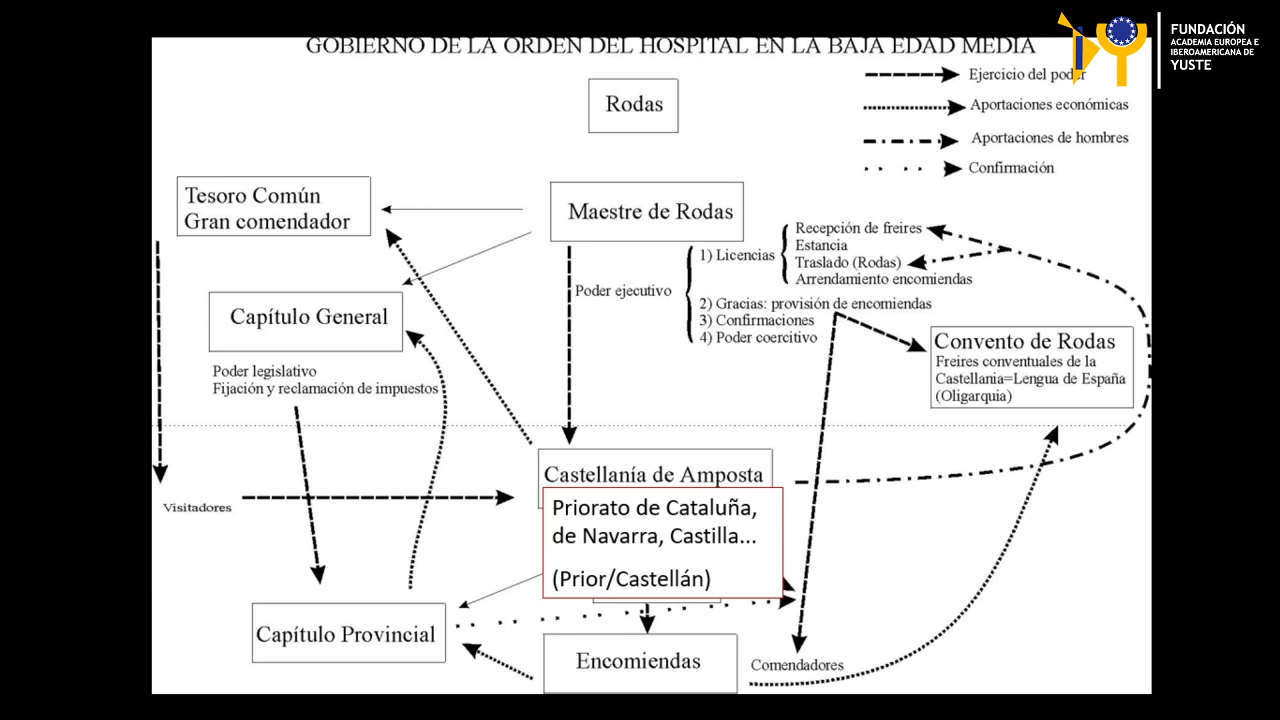 GOBIERNO DE LA ORDEN DEL HOSPITAL EN LA BAJA EDAD MEDIA
FUNDACIÓN
ACADEMIA EUROPEA E
IBEROAMERICANA DE
YUSTE
Ejercicio del poder
Aportaciones económicas
Aportaciones de hombres
Confirmación
Rodas
Tesoro Común
Gran comendador
Maestre de Rodas
Poder ejecutivo
1) Licencias
Recepción de freires
Estancia
Traslado (Rodas)
Arrendamiento encomiendas
2) Gracias: provisión de encomiendas
3) Confirmaciones
4) Poder coercitivo
Capítulo General
Poder legislativo
Fijación y reclamación de impuestos
Convento de Rodas
Freires conventuales de la
Castellania=Lengua de España
(Oligarquia)
Castellanía de Amposta
Priorato de Cataluña,
de Navarra, Castilla...
(Prior/Castellán)
Visitadores
Capítulo Provincial
Encomiendas
Comendadores